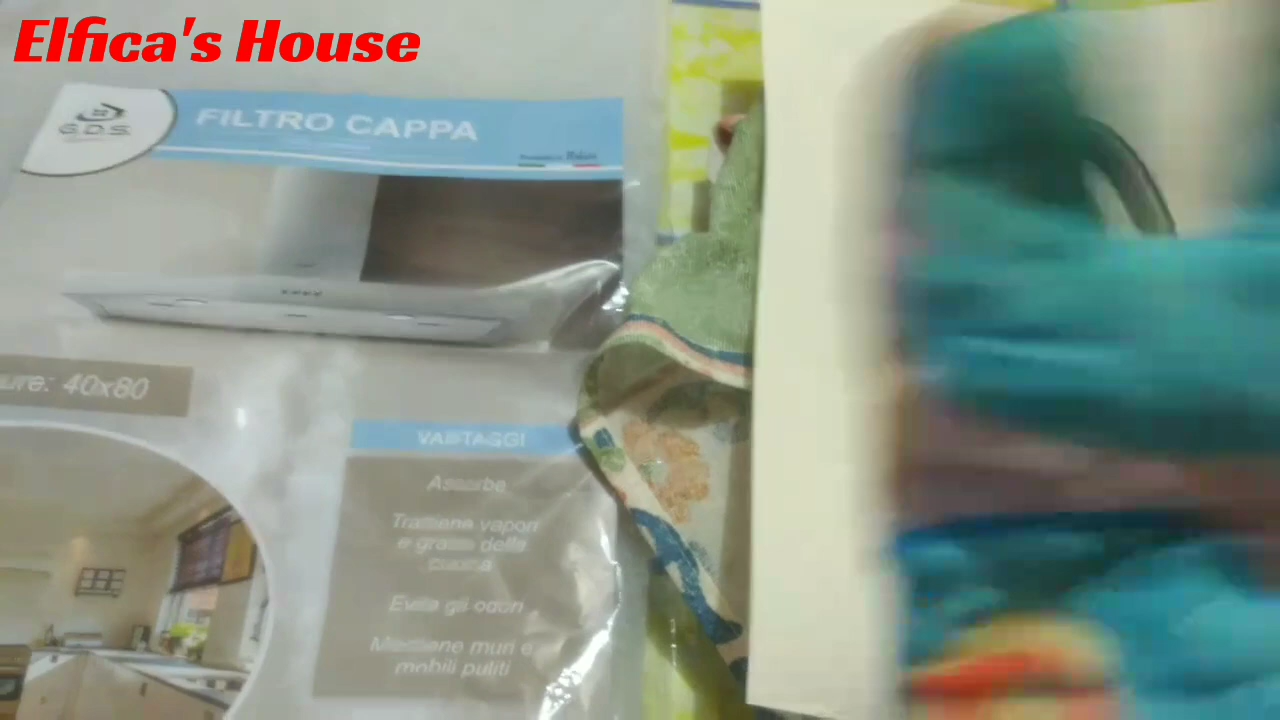 Elfica's House
G.D.S.
FILTRO CAPPA
ure: 40x80
VANTAGGI
Assorbe
Trattiene vapori
e grassi della
cucina
Evita gli odori
Mantiene muri e
mobili puliti